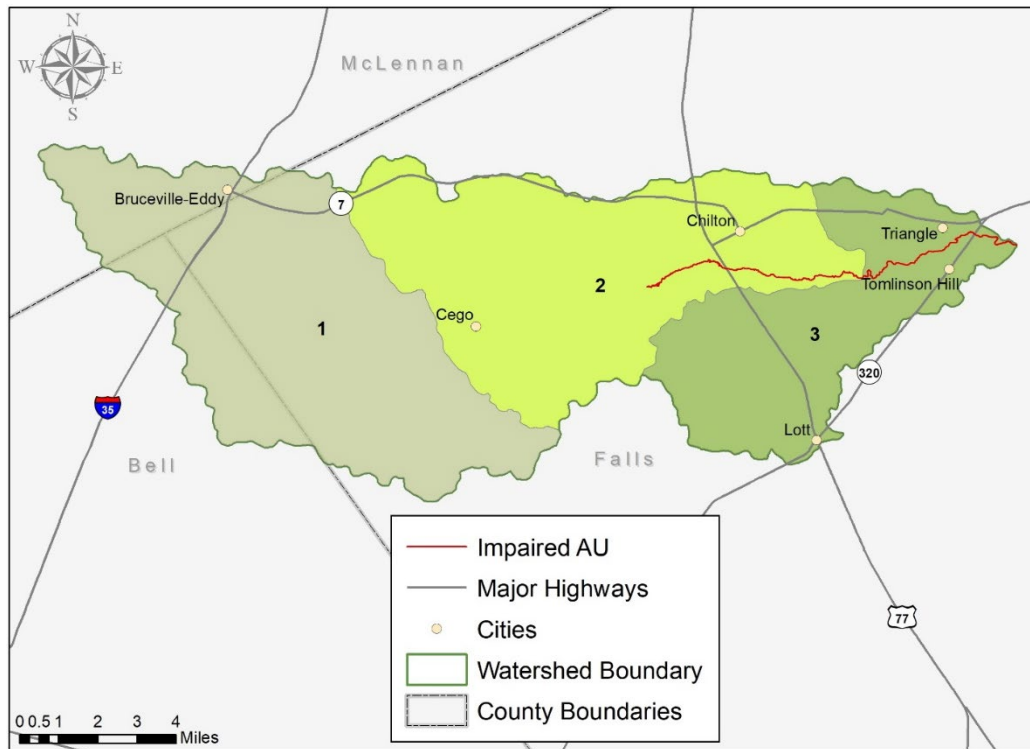 N
W E
S
McLennan
Bruceville-Eddy
7
Chilton
Triangle
2
Tomlinson Hill
Cego
1
3
320
35
Lott
Bell
Falls
Impaired AU
Major Highways
Cities
Watershed Boundary
County Boundaries
77
0 0.5 1 2 3 4
Miles